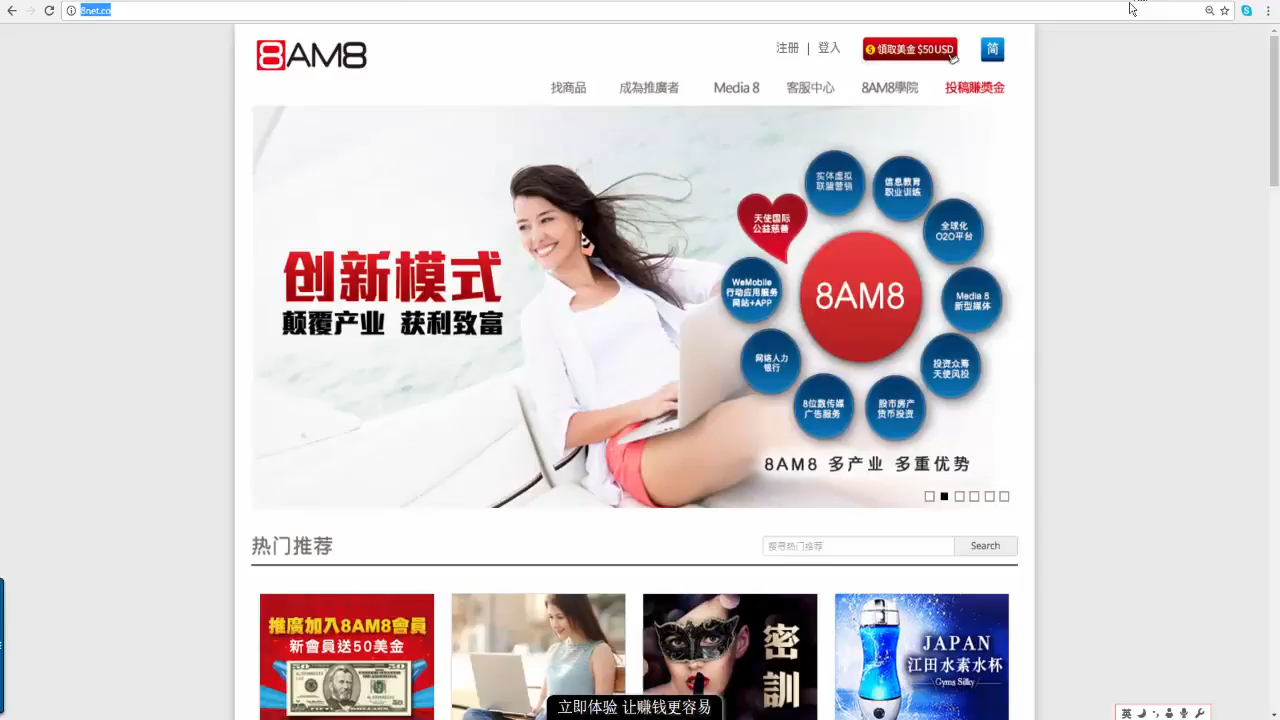 8net.co
8AM8
注册 | 登入
領取美金 $50USD
简
找商品
成為推廣者
Media 8
客服中心
8AM8學院
投稿賺獎金
创新模式
颠覆产业 获利致富
实体虚拟
联盟营销
信息教育
职业训练
全球化
O2O平台
Media 8
新型媒体
投资众筹
天使风投
股市房产
货币投资
8位数传媒
广告服务
网络人力
银行
WeMobile
行动应用服务
网站+APP
天使国际
公益慈善
8AM8
8AM8 多产业 多重优势
热门推荐
搜寻热门推荐
Search
推廣加入8AM8會員
新會員送50美金
密訓
JAPAN
江田水素水杯
Gyms Silky
立即体验 让赚钱更容易
英